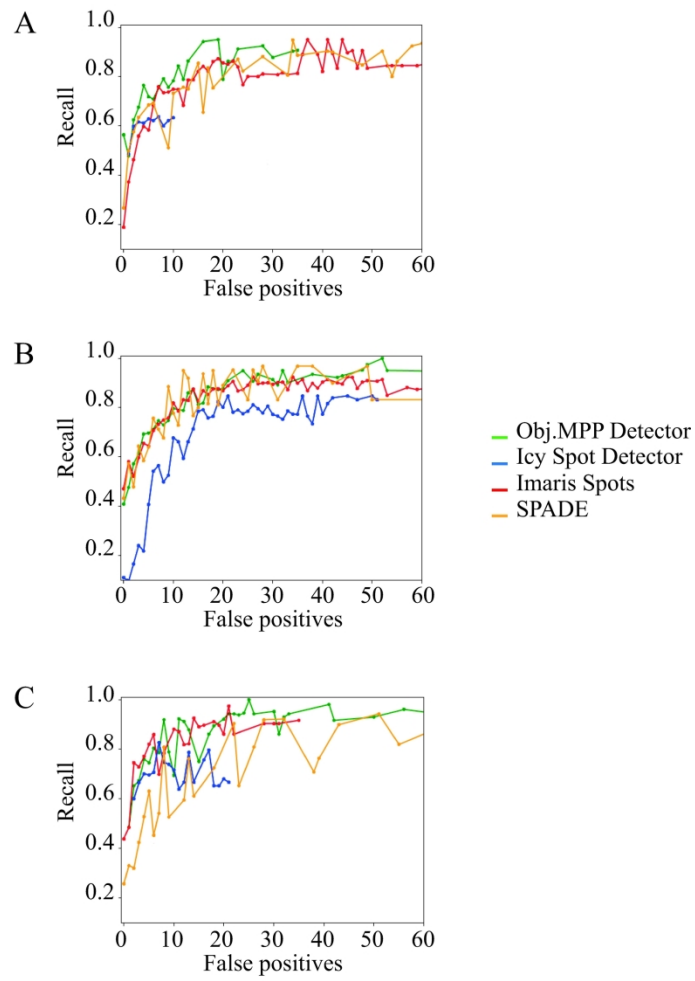 A
1.0
0.8
0.6
0.4
0.2
Recall
0 10 20 30 40 50 60
False positives
B
1.0
0.8
0.6
0.4
0.2
Recall
0 10 20 30 40 50 60
False positives
Obj.MPP Detector
Icy Spot Detector
Imaris Spots
SPADE
C
1.0
0.8
0.6
0.4
0.2
Recall
0 10 20 30 40 50 60
False positives